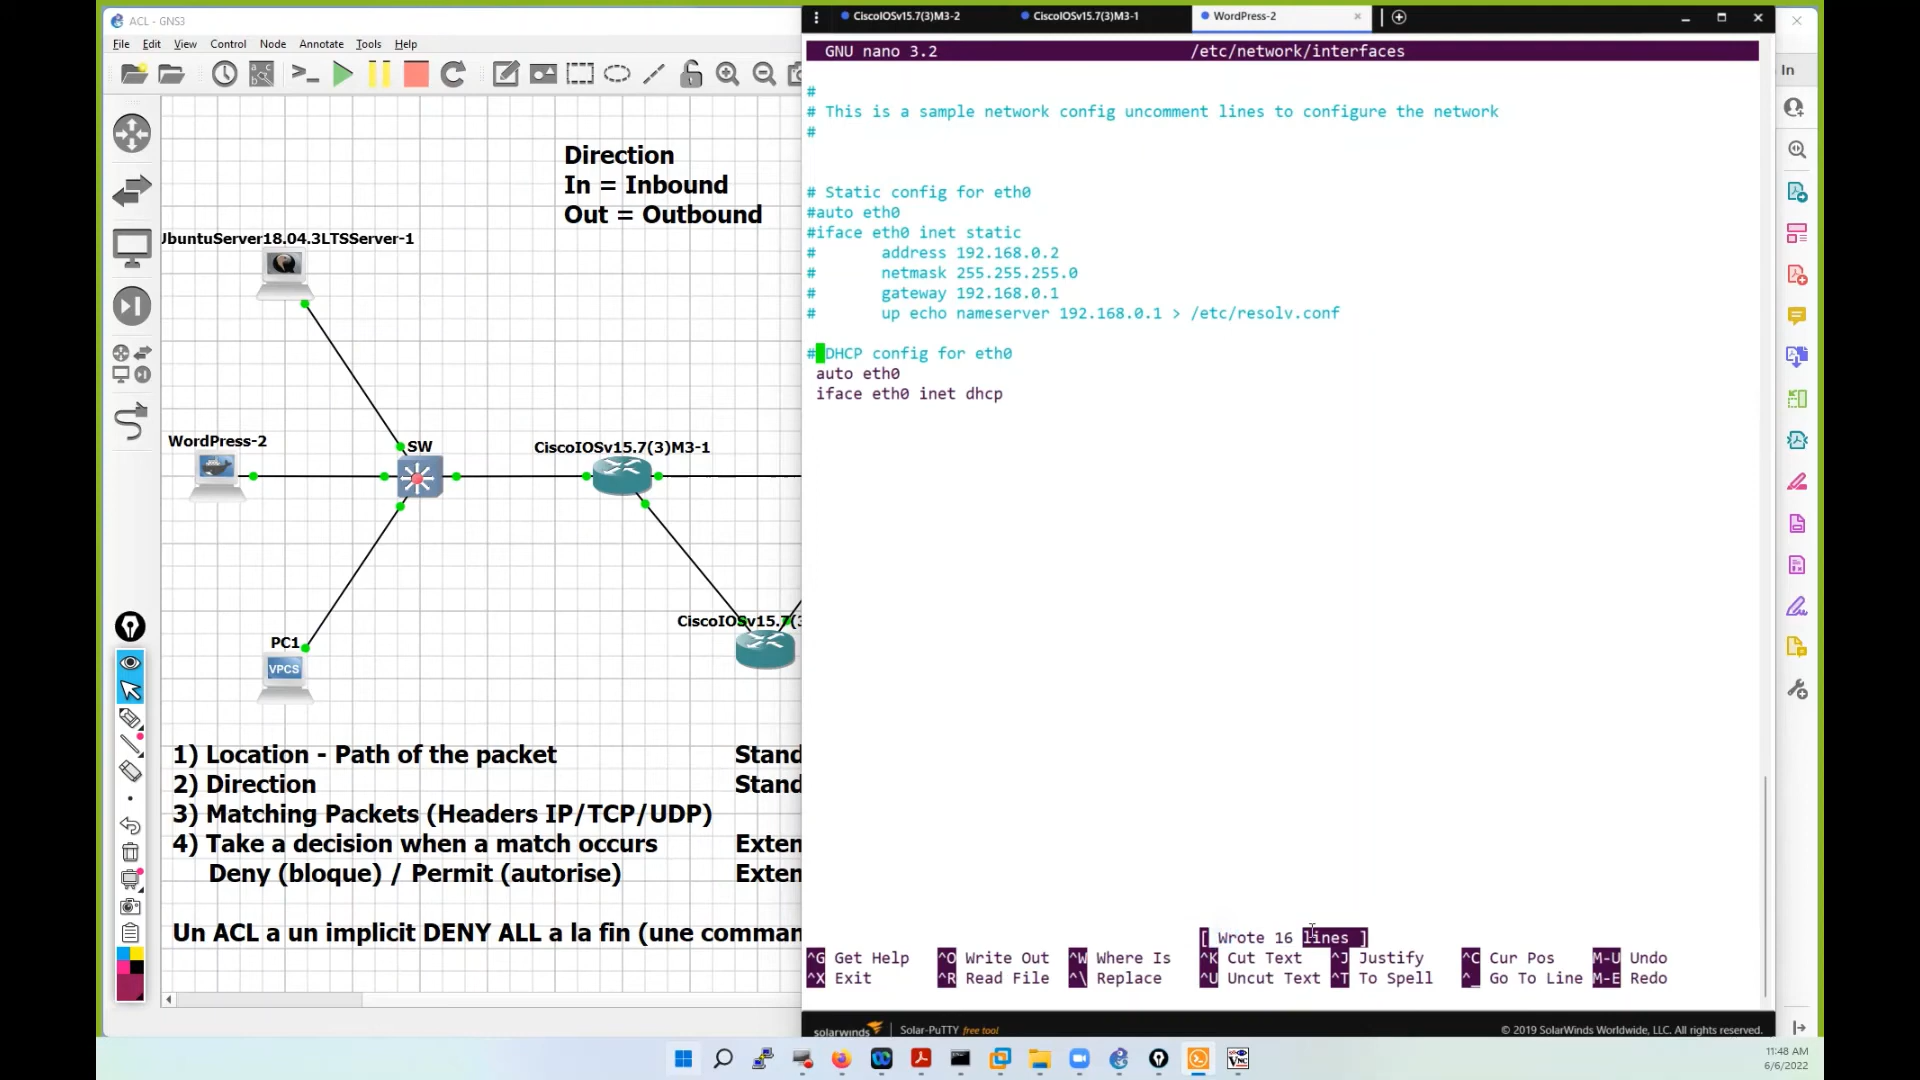 ACL - GNS3
File Edit View Control Node Annotate Tools Help
Direction
In = Inbound
Out = Outbound
UbuntuServer18.04.3LTSServer-1
WordPress-2
SW
CiscoIOSv15.7(3)M3-1
CiscoIOSv15.7(3
PC1
VPCS
1) Location - Path of the packet
2) Direction
3) Matching Packets (Headers IP/TCP/UDP)
4) Take a decision when a match occurs
Deny (bloque) / Permit (autorise)
Stand
Stand
Exten
Exten
Un ACL a un implicit DENY ALL a la fin (une comman
CiscoIOSv15.7(3)M3-2 CiscoIOSv15.7(3)M3-1 WordPress-2
GNU nano 3.2 /etc/network/interfaces
#
# This is a sample network config uncomment lines to configure the network
#
# Static config for eth0
#auto eth0
#iface eth0 inet static
# address 192.168.0.2
# netmask 255.255.255.0
# gateway 192.168.0.1
# up echo nameserver 192.168.0.1 > /etc/resolv.conf
# DHCP config for eth0
auto eth0
iface eth0 inet dhcp
[ Wrote 16 lines ]
^G Get Help ^O Write Out ^W Where Is ^K Cut Text ^J Justify ^C Cur Pos M-U Undo
^X Exit ^R Read File ^\ Replace ^U Uncut Text ^T To Spell ^_ Go To Line M-E Redo
solarwinds Solar-PuTTY free tool © 2019 SolarWinds Worldwide, LLC. All rights reserved.
In
11:48 AM
6/6/2022